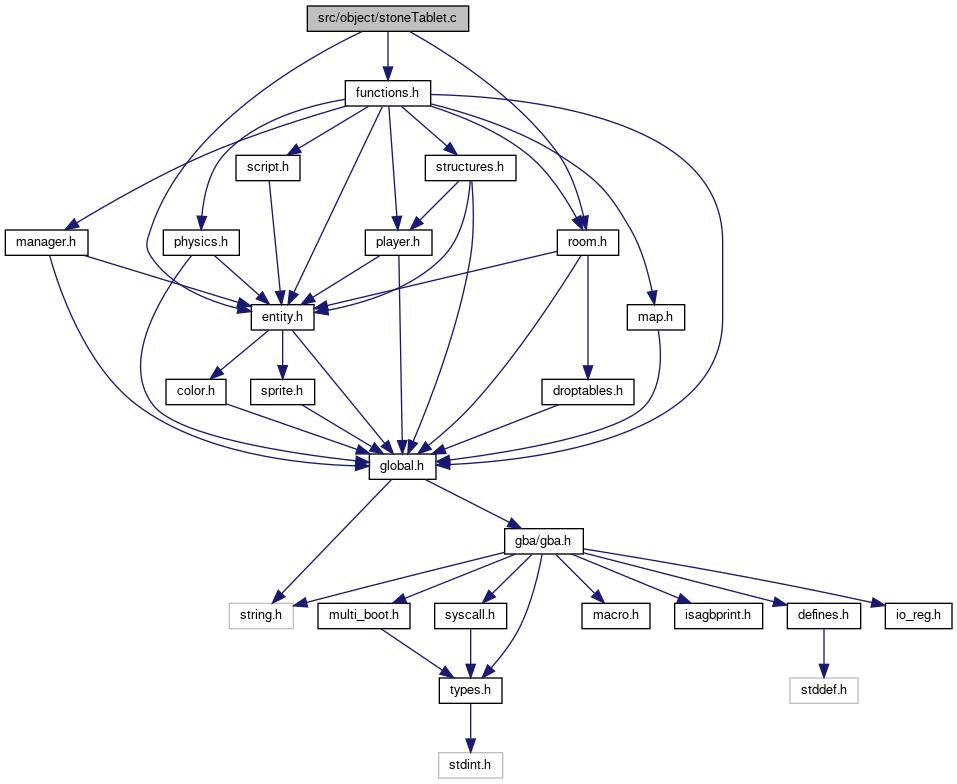 src/object/stoneTablet.c
functions.h
script.h
structures.h
manager.h
physics.h
player.h
room.h
entity.h
map.h
color.h
sprite.h
droptables.h
global.h
gba/gba.h
string.h
multi_boot.h
syscall.h
macro.h
isagbprint.h
defines.h
io_reg.h
types.h
stddef.h
stdint.h